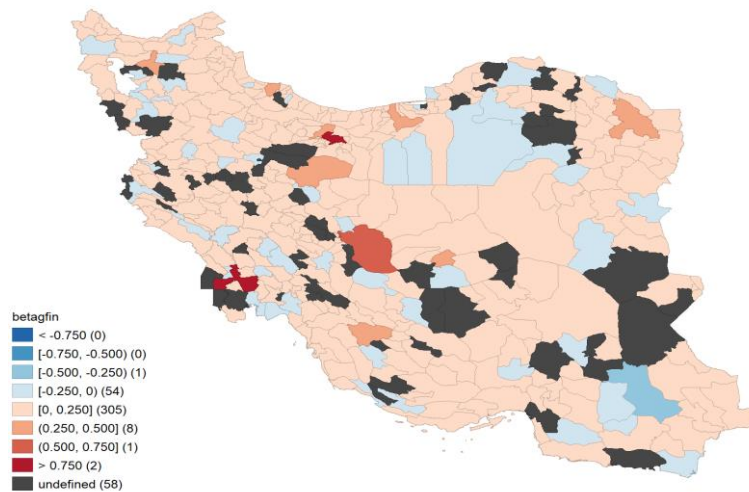 betagfin
< -0.750 (0)
[-0.750, -0.500) (0)
[-0.500, -0.250) (1)
[-0.250, 0) (54)
[0, 0.250] (305)
(0.250, 0.500] (8)
(0.500, 0.750] (1)
> 0.750 (2)
undefined (58)